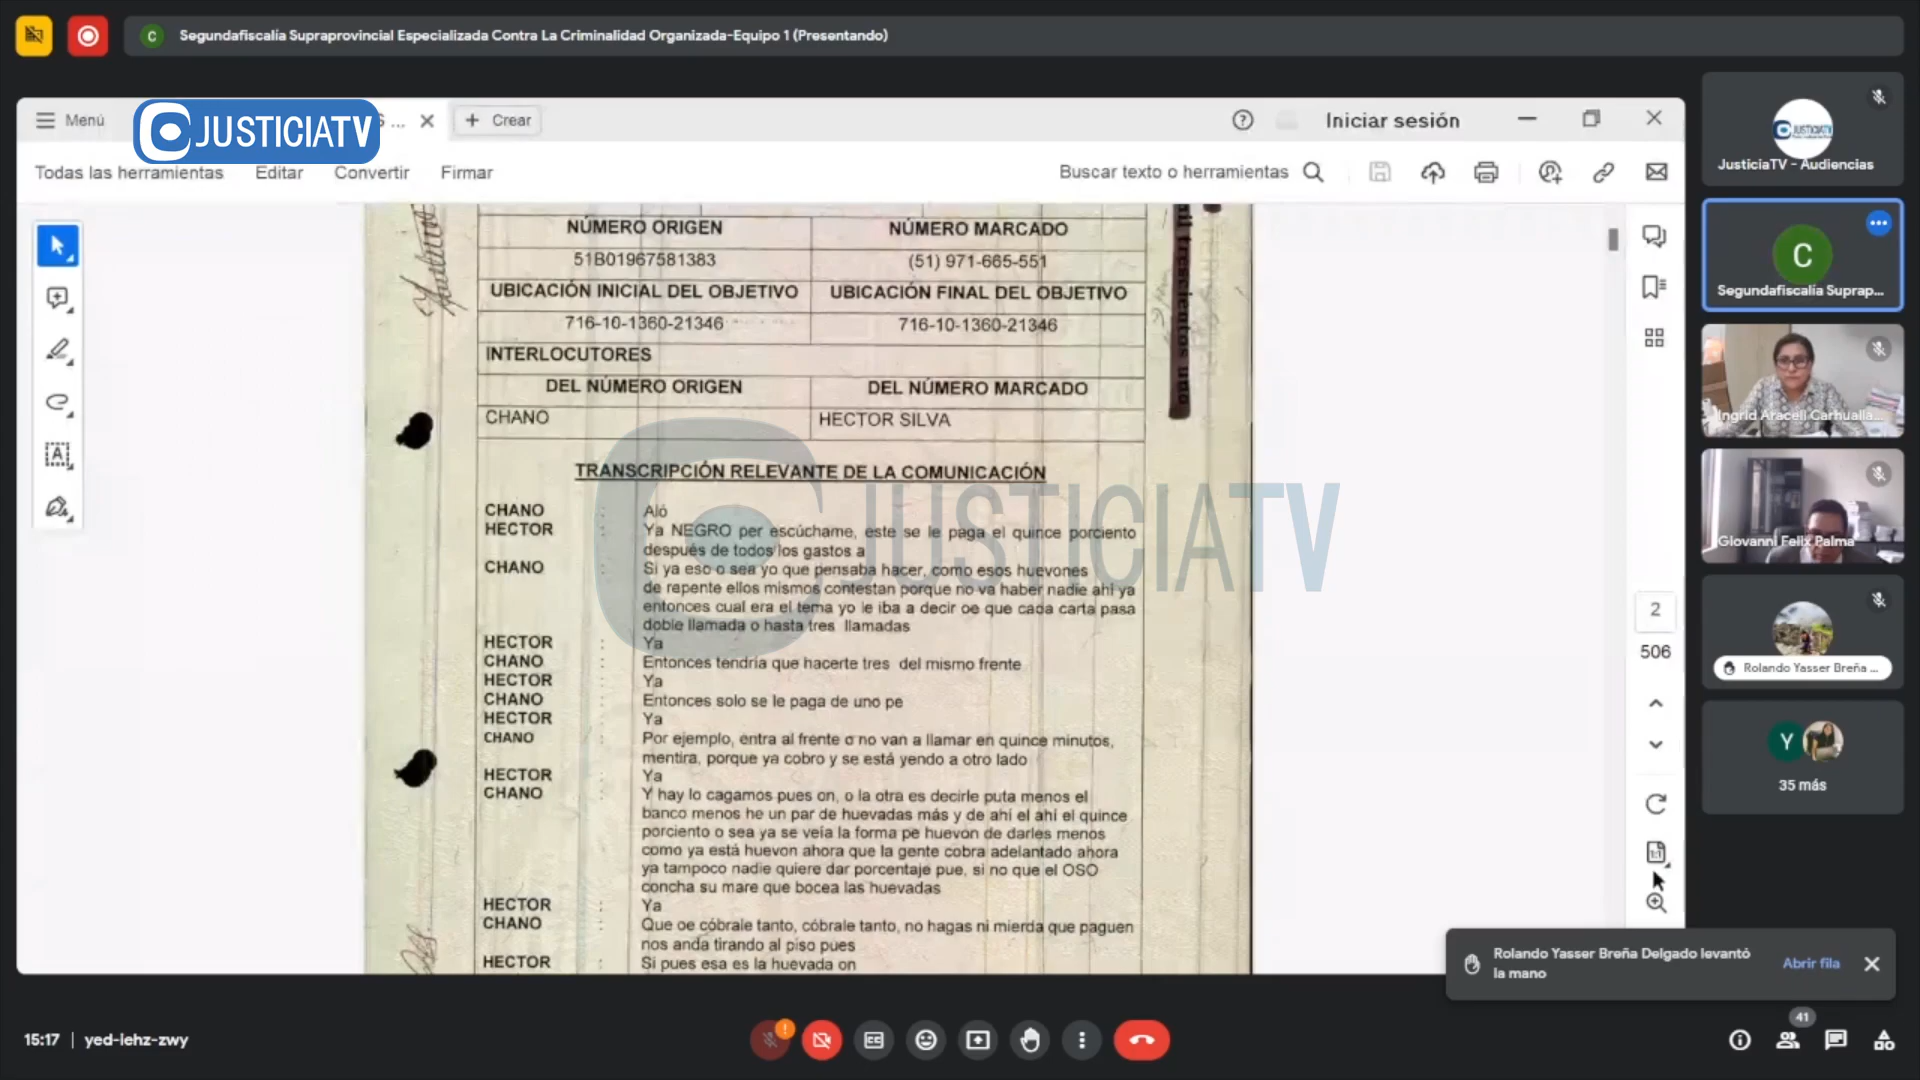 C Segundafiscalía Supraprovincial Especializada Contra La Criminalidad Organizada-Equipo 1 (Presentando)
Menú
JUSTICIATV
S ...
Crear
Iniciar sesión
Todas las herramientas
Editar
Convertir
Firmar
Buscar texto o herramientas
NÚMERO ORIGEN
NÚMERO MARCADO
51B01967581383
(51) 971-665-551
UBICACIÓN INICIAL DEL OBJETIVO
UBICACIÓN FINAL DEL OBJETIVO
716-10-1360-21346
716-10-1360-21346
INTERLOCUTORES
DEL NÚMERO ORIGEN
DEL NÚMERO MARCADO
CHANO
HECTOR SILVA
TRANSCRIPCIÓN RELEVANTE DE LA COMUNICACIÓN
CHANO : Aló
HECTOR : Ya NEGRO per escúchame, este se le paga el quince porciento
después de todos los gastos a
CHANO : Si ya eso o sea yo que pensaba hacer, como esos huevones
de repente ellos mismos contestan porque no va haber nadie ahí ya
entonces cual era el tema yo le iba a decir oe que cada carta pasa
doble llamada o hasta tres llamadas
HECTOR : Ya
CHANO : Entonces tendría que hacerte tres del mismo frente
HECTOR : Ya
CHANO : Entonces solo se le paga de uno pe
HECTOR : Ya
CHANO : Por ejemplo, entra al frente o no van a llamar en quince minutos,
mentira, porque ya cobro y se está yendo a otro lado
HECTOR : Ya
CHANO : Y hay lo cagamos pues on, o la otra es decirle puta menos el
banco menos he un par de huevadas más y de ahí el ahí el quince
porciento o sea ya se veía la forma pe huevon de darles menos
como ya está huevon ahora que la gente cobra adelantado ahora
ya tampoco nadie quiere dar porcentaje pue, si no que el OSO
concha su mare que bocea las huevadas
HECTOR : Ya
CHANO : Que oe cóbrale tanto, cóbrale tanto, no hagas ni mierda que paguen
nos anda tirando al piso pues
HECTOR : Si pues esa es la huevada on
JUSTICIATV
trescientos uno
2
506
JUSTICIATV
JusticiaTV - Audiencias
C
Segundafiscalía Suprap...
Ingrid Araceli Carhualla...
Giovanni Felix Palma
Rolando Yasser Breña ...
Y
35 más
Rolando Yasser Breña Delgado levantó
la mano
Abrir fila
15:17 | yed-iehz-zwy
41